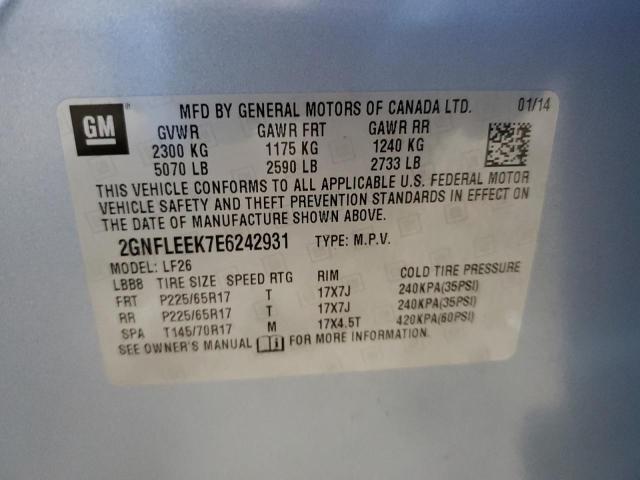 GM ® MFD BY GENERAL MOTORS OF CANADA LTD. 01/14
GVWR GAWR FRT GAWR RR
2300 KG 1175 KG 1240 KG
5070 LB 2590 LB 2733 LB
THIS VEHICLE CONFORMS TO ALL APPLICABLE U.S. FEDERAL MOTOR
VEHICLE SAFETY AND THEFT PREVENTION STANDARDS IN EFFECT ON
THE DATE OF MANUFACTURE SHOWN ABOVE.
2GNFLEEK7E6242931 TYPE: M.P.V.
MODEL: LF26
LBB8 TIRE SIZE SPEED RTG RIM COLD TIRE PRESSURE
FRT P225/65R17 T 17X7J 240KPA(35PSI)
RR P225/65R17 T 17X7J 240KPA(35PSI)
SPA T145/70R17 M 17X4.5T 420KPA(60PSI)
SEE OWNER'S MANUAL FOR MORE INFORMATION.